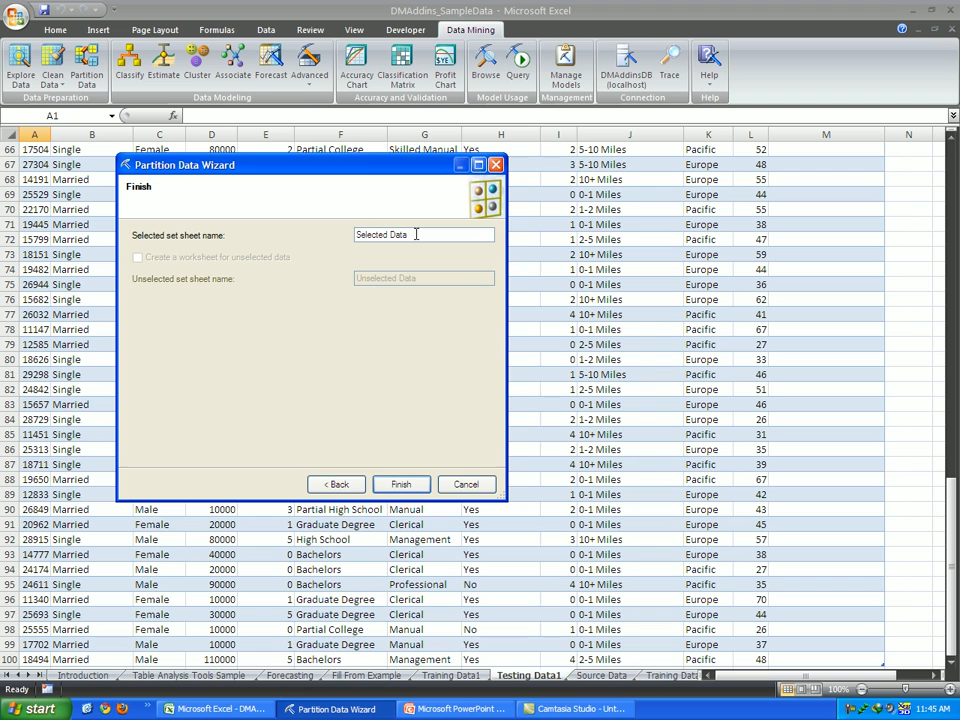 DMAddins_SampleData - Microsoft Excel
Home Insert Page Layout Formulas Data Review View Developer Data Mining
Explore Data Clean Data Partition Data Classify Estimate Cluster Associate Forecast Advanced Accuracy Chart Classification Matrix Profit Chart Browse Query Manage Models DMAddinsDB (localhost) Trace Help
Data Preparation Data Modeling Accuracy and Validation Model Usage Management Connection Help
A1 fx
A B C D E F G H I J K L M N
66 17504 Single Female 80000 2 Partial College Skilled Manual Yes 2 5-10 Miles Pacific 52
67 27304 Single 3 5-10 Miles Europe 48
68 14191 Married 2 10+ Miles Europe 55
69 25529 Single 0 0-1 Miles Europe 44
70 22170 Married 2 1-2 Miles Pacific 55
71 19445 Married 1 0-1 Miles Europe 38
72 15799 Married 1 2-5 Miles Pacific 47
73 18151 Single 2 10+ Miles Europe 59
74 19482 Married 1 0-1 Miles Europe 44
75 26944 Single 0 0-1 Miles Europe 36
76 15682 Single 2 10+ Miles Europe 62
77 26032 Married 4 10+ Miles Pacific 41
78 11147 Married 1 0-1 Miles Pacific 67
79 12585 Married 0 2-5 Miles Pacific 27
80 18626 Single 0 1-2 Miles Europe 33
81 29298 Single 1 5-10 Miles Pacific 46
82 24842 Single 1 2-5 Miles Europe 51
83 15657 Married 0 0-1 Miles Europe 46
84 28729 Single 1 2-5 Miles Europe 26
85 11451 Single 4 10+ Miles Pacific 31
86 25313 Single 2 1-2 Miles Europe 35
87 18711 Single 4 10+ Miles Pacific 39
88 19650 Married 2 0-1 Miles Pacific 67
89 12833 Single 1 0-1 Miles Europe 42
Partition Data Wizard
Finish
Selected set sheet name: Selected Data
Create a worksheet for unselected data
Unselected set sheet name: Unselected Data
< Back Finish Cancel
90 26849 Married Male 10000 3 Partial High School Manual Yes 2 0-1 Miles Europe 43
91 20962 Married Female 20000 1 Graduate Degree Clerical Yes 0 0-1 Miles Europe 45
92 28915 Single Male 80000 5 High School Management Yes 3 10+ Miles Europe 57
93 14777 Married Female 40000 0 Bachelors Clerical Yes 0 0-1 Miles Europe 38
94 24174 Married Male 20000 0 Bachelors Clerical Yes 0 0-1 Miles Pacific 27
95 24611 Single Male 90000 0 Bachelors Professional No 4 10+ Miles Pacific 35
96 11340 Married Female 10000 1 Graduate Degree Clerical Yes 0 0-1 Miles Europe 70
97 25693 Single Female 30000 5 Graduate Degree Clerical Yes 0 0-1 Miles Europe 44
98 25555 Married Female 10000 0 Partial College Manual No 1 0-1 Miles Pacific 26
99 17702 Married Male 10000 1 Graduate Degree Manual Yes 0 0-1 Miles Europe 37
100 18494 Married Male 110000 5 Bachelors Management Yes 4 2-5 Miles Pacific 48
Introduction Table Analysis Tools Sample Forecasting Fill From Example Training Data1 Testing Data1 Source Data Training Data
Ready 100%
start Microsoft Excel - DMA... Partition Data Wizard Microsoft PowerPoint ... Camtasia Studio - Unt... 11:45 AM